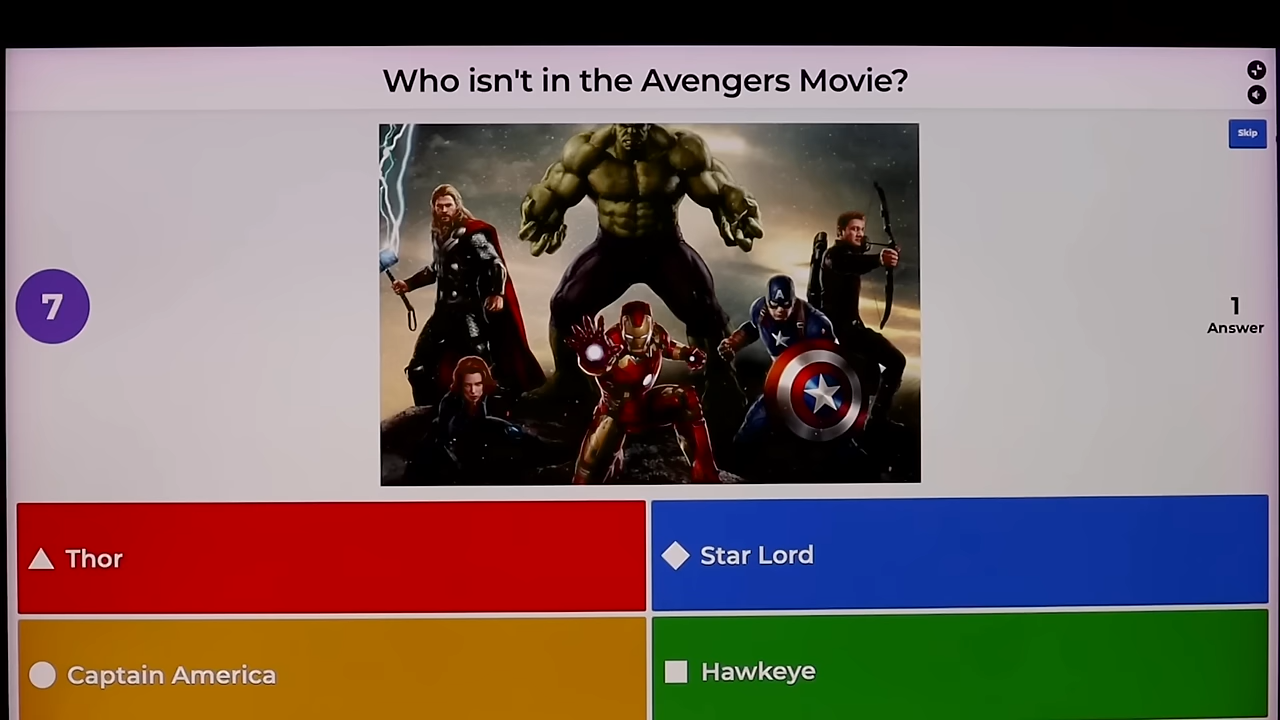 Who isn't in the Avengers Movie?
Skip
7
1
Answer
A
Thor
Star Lord
Captain America
Hawkeye